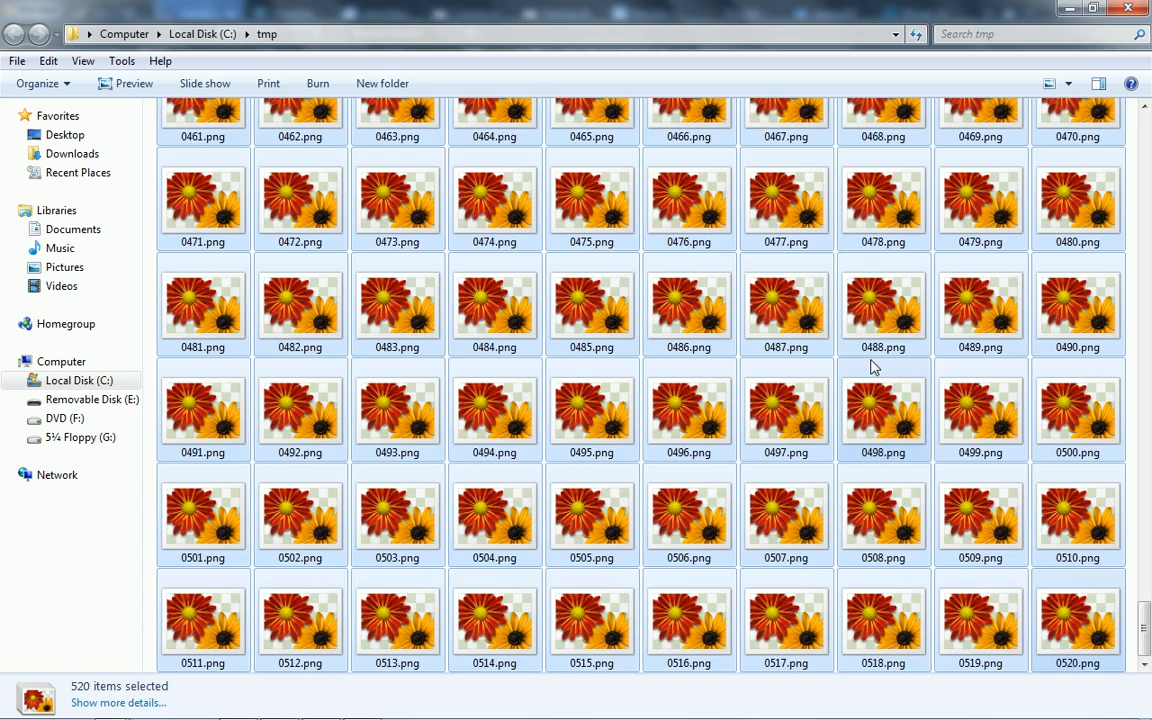 Computer Local Disk (C:) tmp
Search tmp
File Edit View Tools Help
Organize Preview Slide show Print Burn New folder
Favorites
Desktop
Downloads
Recent Places
Libraries
Documents
Music
Pictures
Videos
Homegroup
Computer
Local Disk (C:)
Removable Disk (E:)
DVD (F:)
5¼ Floppy (G:)
Network
0461.png 0462.png 0463.png 0464.png 0465.png 0466.png 0467.png 0468.png 0469.png 0470.png
0471.png 0472.png 0473.png 0474.png 0475.png 0476.png 0477.png 0478.png 0479.png 0480.png
0481.png 0482.png 0483.png 0484.png 0485.png 0486.png 0487.png 0488.png 0489.png 0490.png
0491.png 0492.png 0493.png 0494.png 0495.png 0496.png 0497.png 0498.png 0499.png 0500.png
0501.png 0502.png 0503.png 0504.png 0505.png 0506.png 0507.png 0508.png 0509.png 0510.png
0511.png 0512.png 0513.png 0514.png 0515.png 0516.png 0517.png 0518.png 0519.png 0520.png
520 items selected
Show more details...